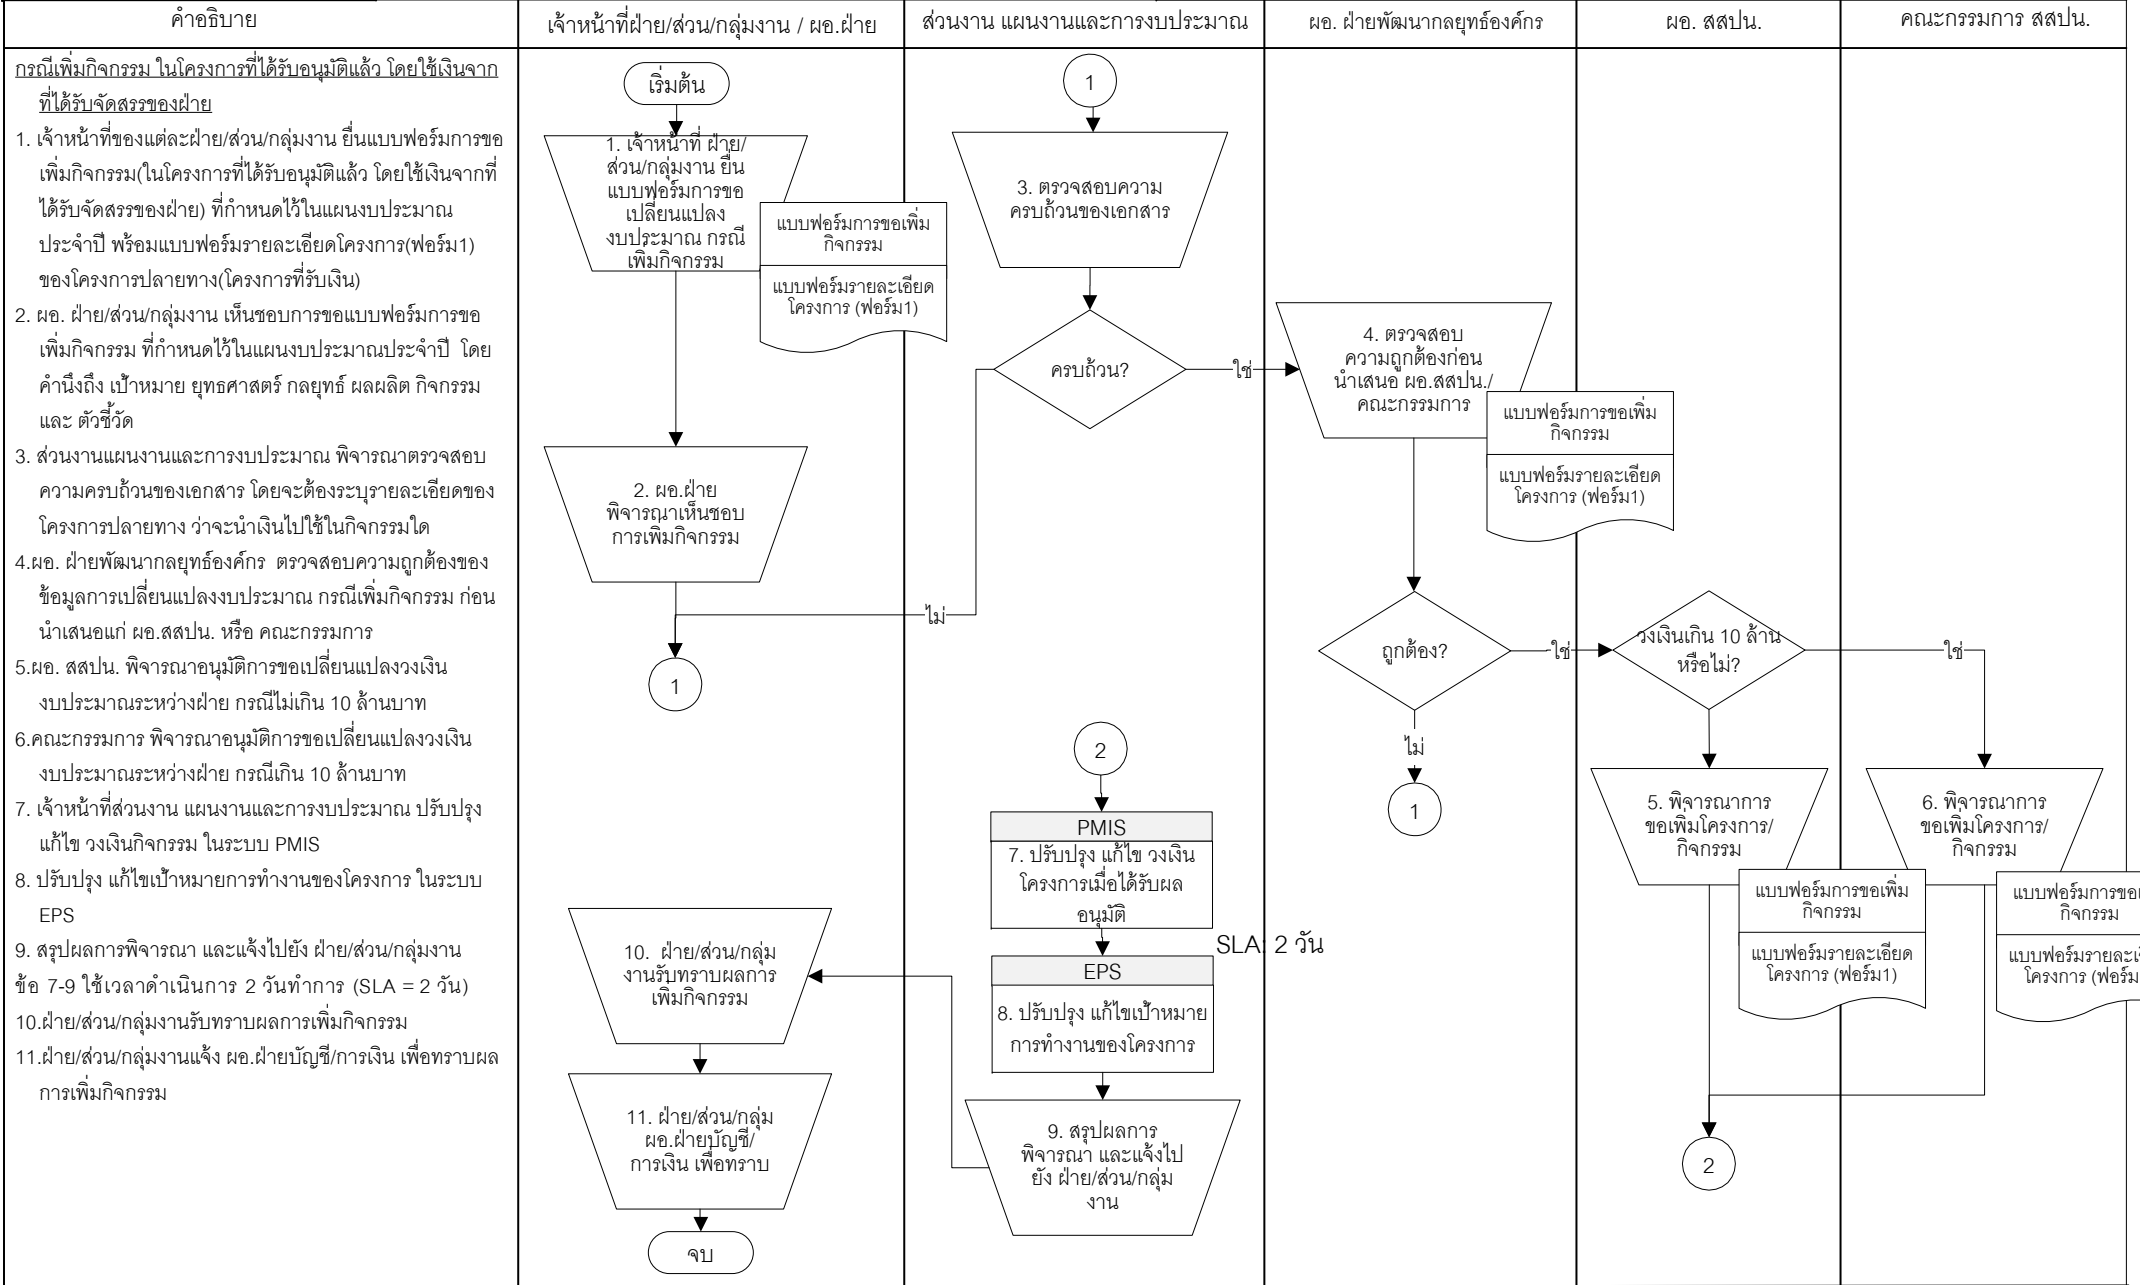 คำอธิบาย
เจ้าหน้าที่ฝ่าย/ส่วน/กลุ่มงาน / ผอ.ฝ่าย
ส่วนงาน แผนงานและการงบประมาณ
ผอ. ฝ่ายพัฒนากลยุทธ์องค์กร
ผอ. สสปน.
คณะกรรมการ สสปน.
กรณีเพิ่มกิจกรรม ในโครงการที่ได้รับอนุมัติแล้ว โดยใช้เงินจาก
ที่ได้รับจัดสรรของฝ่าย
1. เจ้าหน้าที่ของแต่ละฝ่าย/ส่วน/กลุ่มงาน ยื่นแบบฟอร์มการขอ
เพิ่มกิจกรรม(ในโครงการที่ได้รับอนุมัติแล้ว โดยใช้เงินจากที่
ได้รับจัดสรรของฝ่าย) ที่กำหนดไว้ในแผนงบประมาณ
ประจำปี พร้อมแบบฟอร์มรายละเอียดโครงการ(ฟอร์ม1)
ของโครงการปลายทาง(โครงการที่รับเงิน)
2. ผอ. ฝ่าย/ส่วน/กลุ่มงาน เห็นชอบการขอแบบฟอร์มการขอ
เพิ่มกิจกรรม ที่กำหนดไว้ในแผนงบประมาณประจำปี โดย
คำนึงถึง เป้าหมาย ยุทธศาสตร์ กลยุทธ์ ผลผลิต กิจกรรม
และ ตัวชี้วัด
3. ส่วนงานแผนงานและการงบประมาณ พิจารณาตรวจสอบ
ความครบถ้วนของเอกสาร โดยจะต้องระบุรายละเอียดของ
โครงการปลายทาง ว่าจะนำเงินไปใช้ในกิจกรรมใด
4.ผอ. ฝ่ายพัฒนากลยุทธ์องค์กร ตรวจสอบความถูกต้องของ
ข้อมูลการเปลี่ยนแปลงงบประมาณ กรณีเพิ่มกิจกรรม ก่อน
นำเสนอแก่ ผอ.สสปน. หรือ คณะกรรมการ
5.ผอ. สสปน. พิจารณาอนุมัติการขอเปลี่ยนแปลงวงเงิน
งบประมาณระหว่างฝ่าย กรณีไม่เกิน 10 ล้านบาท
6.คณะกรรมการ พิจารณาอนุมัติการขอเปลี่ยนแปลงวงเงิน
งบประมาณระหว่างฝ่าย กรณีเกิน 10 ล้านบาท
7. เจ้าหน้าที่ส่วนงาน แผนงานและการงบประมาณ ปรับปรุง
แก้ไข วงเงินกิจกรรม ในระบบ PMIS
8. ปรับปรุง แก้ไขเป้าหมายการทำงานของโครงการ ในระบบ
EPS
9. สรุปผลการพิจารณา และแจ้งไปยัง ฝ่าย/ส่วน/กลุ่มงาน
ข้อ 7-9 ใช้เวลาดำเนินการ 2 วันทำการ (SLA = 2 วัน)
10.ฝ่าย/ส่วน/กลุ่มงานรับทราบผลการเพิ่มกิจกรรม
11.ฝ่าย/ส่วน/กลุ่มงานแจ้ง ผอ.ฝ่ายบัญชี/การเงิน เพื่อทราบผล
การเพิ่มกิจกรรม
เริ่มต้น
1. เจ้าหน้าที่ ฝ่าย/
ส่วน/กลุ่มงาน ยื่น
แบบฟอร์มการขอ
เปลี่ยนแปลง
งบประมาณ กรณี
เพิ่มกิจกรรม
แบบฟอร์มการขอเพิ่ม
กิจกรรม
แบบฟอร์มรายละเอียด
โครงการ (ฟอร์ม1)
2. ผอ.ฝ่าย
พิจารณาเห็นชอบ
การเพิ่มกิจกรรม
1
1
3. ตรวจสอบความ
ครบถ้วนของเอกสาร
ครบถ้วน?
ใช่
ไม่
4. ตรวจสอบ
ความถูกต้องก่อน
นำเสนอ ผอ.สสปน./
คณะกรรมการ
แบบฟอร์มการขอเพิ่ม
กิจกรรม
แบบฟอร์มรายละเอียด
โครงการ (ฟอร์ม1)
ถูกต้อง?
ใช่
ไม่
1
วงเงินเกิน 10 ล้าน
หรือไม่?
ใช่
5. พิจารณาการ
ขอเพิ่มโครงการ/
กิจกรรม
แบบฟอร์มการขอเพิ่ม
กิจกรรม
แบบฟอร์มรายละเอียด
โครงการ (ฟอร์ม1)
6. พิจารณาการ
ขอเพิ่มโครงการ/
กิจกรรม
กิจกรรม
2
2
PMIS
7. ปรับปรุง แก้ไข วงเงิน
โครงการเมื่อได้รับผล
อนุมัติ
SLA: 2 วัน
EPS
8. ปรับปรุง แก้ไขเป้าหมาย
การทำงานของโครงการ
9. สรุปผลการ
พิจารณา และแจ้งไป
ยัง ฝ่าย/ส่วน/กลุ่ม
งาน
10. ฝ่าย/ส่วน/กลุ่ม
งานรับทราบผลการ
เพิ่มกิจกรรม
11. ฝ่าย/ส่วน/กลุ่ม
ผอ.ฝ่ายบัญชี/
การเงิน เพื่อทราบ
จบ